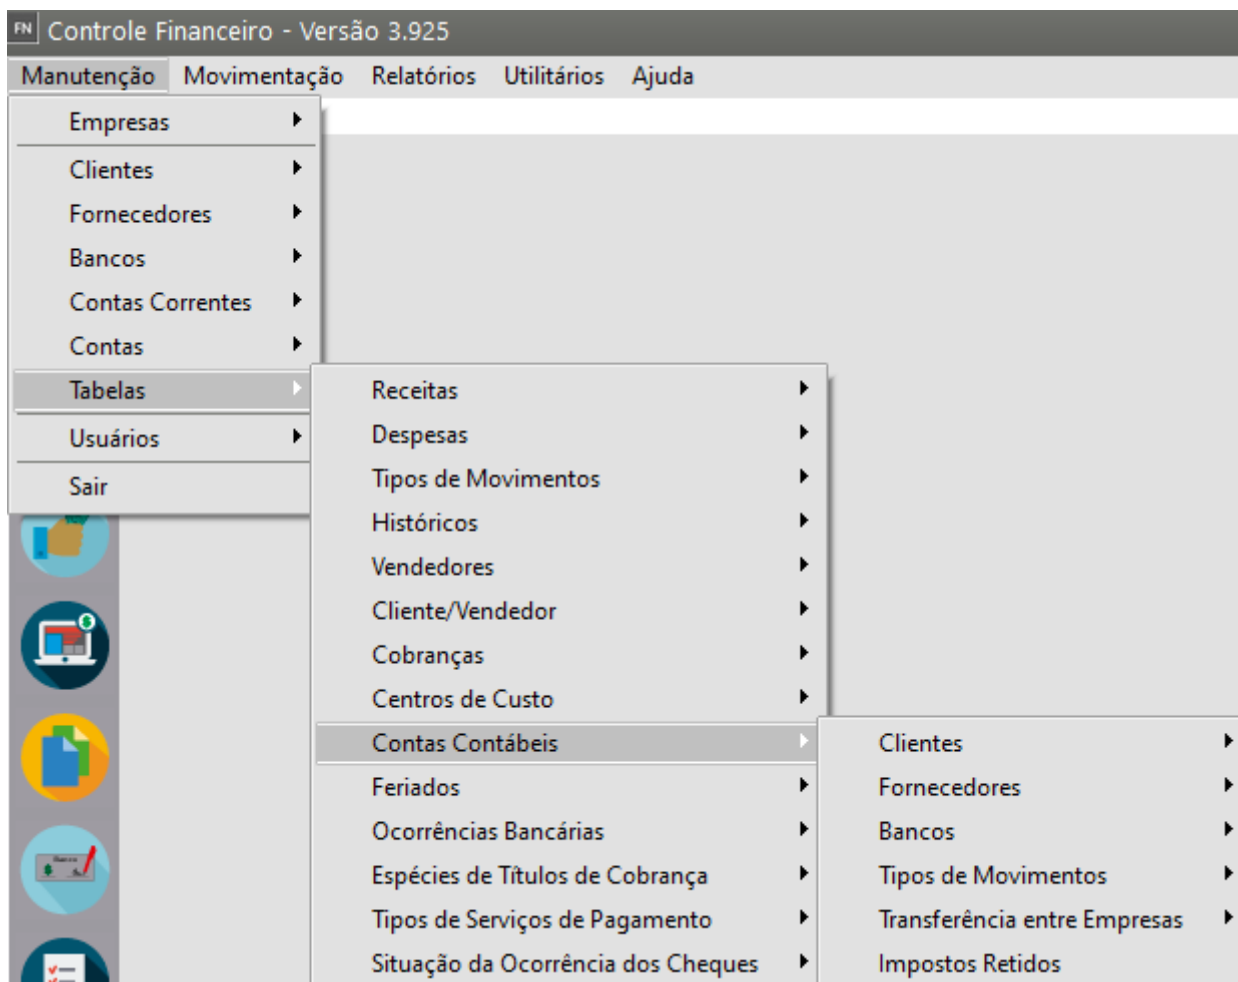 FN Controle Financeiro - Versão 3.925
Manutenção Movimentação Relatórios Utilitários Ajuda
Empresas
Clientes
Fornecedores
Bancos
Contas Correntes
Contas
Tabelas
Usuários
Sair
Receitas
Despesas
Tipos de Movimentos
Históricos
Vendedores
Cliente/Vendedor
Cobranças
Centros de Custo
Contas Contábeis
Feriados
Ocorrências Bancárias
Espécies de Títulos de Cobrança
Tipos de Serviços de Pagamento
Situação da Ocorrência dos Cheques
Clientes
Fornecedores
Bancos
Tipos de Movimentos
Transferência entre Empresas
Impostos Retidos